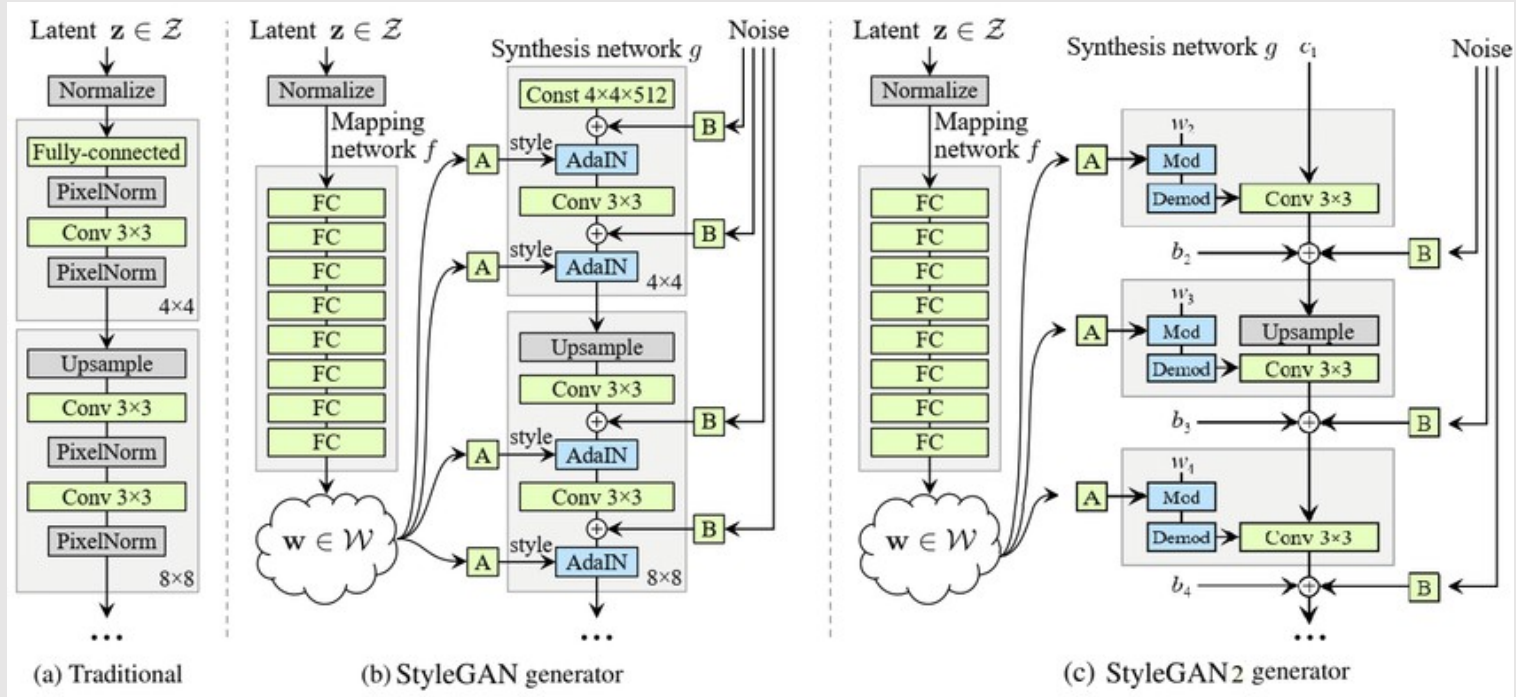 Latent z ∈ Z
Normalize
Fully-connected
PixelNorm
Conv 3×3
PixelNorm
4×4
Upsample
Conv 3×3
PixelNorm
Conv 3×3
PixelNorm
8×8
...
(a) Traditional
Latent z ∈ Z
Normalize
Mapping
network f
FC
FC
FC
FC
FC
FC
FC
FC
w ∈ W
Noise
Synthesis network g
Const 4×4×512
B
A
style
AdaIN
Conv 3×3
B
A
style
AdaIN
4×4
Upsample
Conv 3×3
B
A
style
AdaIN
Conv 3×3
B
A
style
AdaIN
8×8
...
(b) StyleGAN generator
Latent z ∈ Z
Normalize
Mapping
network f
FC
FC
FC
FC
FC
FC
FC
FC
w ∈ W
Synthesis network g
c₁
Noise
w₂
A
Mod
Demod
Conv 3×3
b₂
B
w₃
A
Mod
Upsample
Demod
Conv 3×3
b₃
B
w₄
A
Mod
Demod
Conv 3×3
b₄
B
...
(c) StyleGAN2 generator